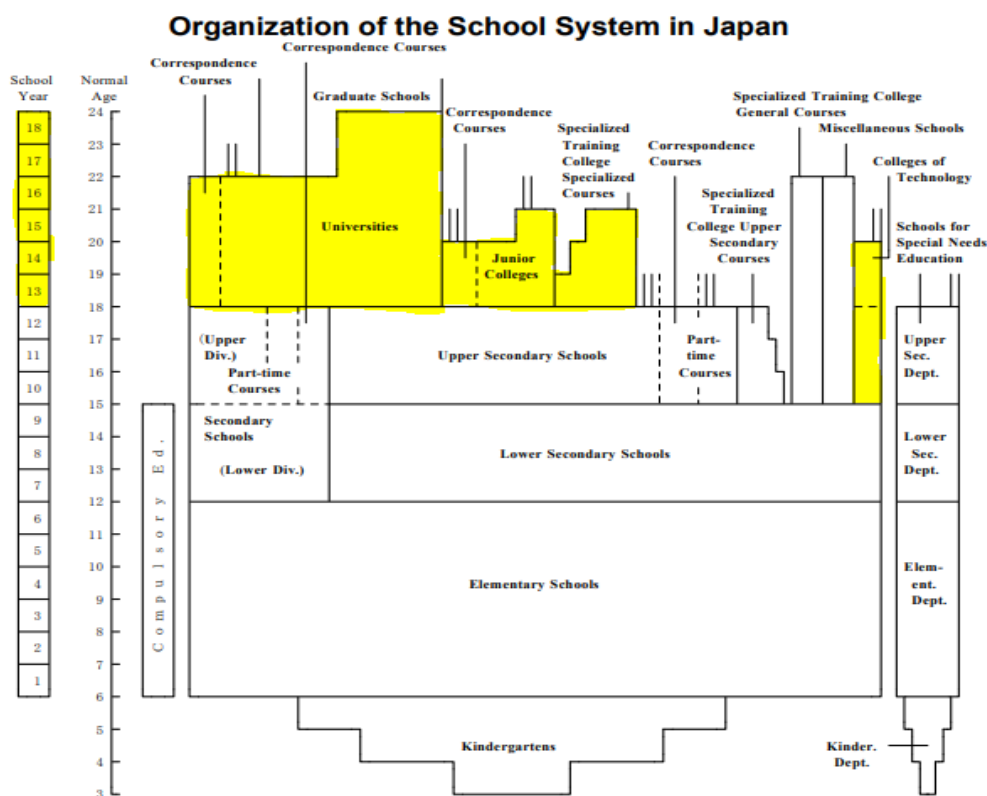 Organization of the School System in Japan
Correspondence Courses
Correspondence
Courses
School
Year
Normal
Age
Graduate Schools
Correspondence
Courses
Specialized
Training
College
Specialized
Courses
Correspondence
Courses
Specialized Training College
General Courses
Miscellaneous Schools
Colleges of
Technology
Specialized
Training
College Upper
Secondary
Courses
Schools for
Special Needs
Education
Universities
Junior
Colleges
(Upper
Div.)
Part-time
Courses
Upper Secondary Schools
Part-
time
Courses
Upper
Sec.
Dept.
Secondary
Schools
(Lower Div.)
Lower Secondary Schools
Lower
Sec.
Dept.
Elementary Schools
Elem-
ent.
Dept.
Kindergartens
Kinder.
Dept.
Compulsory Ed.
18
17
16
15
14
13
12
11
10
9
8
7
6
5
4
3
2
1
24
23
22
21
20
19
18
17
16
15
14
13
12
11
10
9
8
7
6
5
4
3